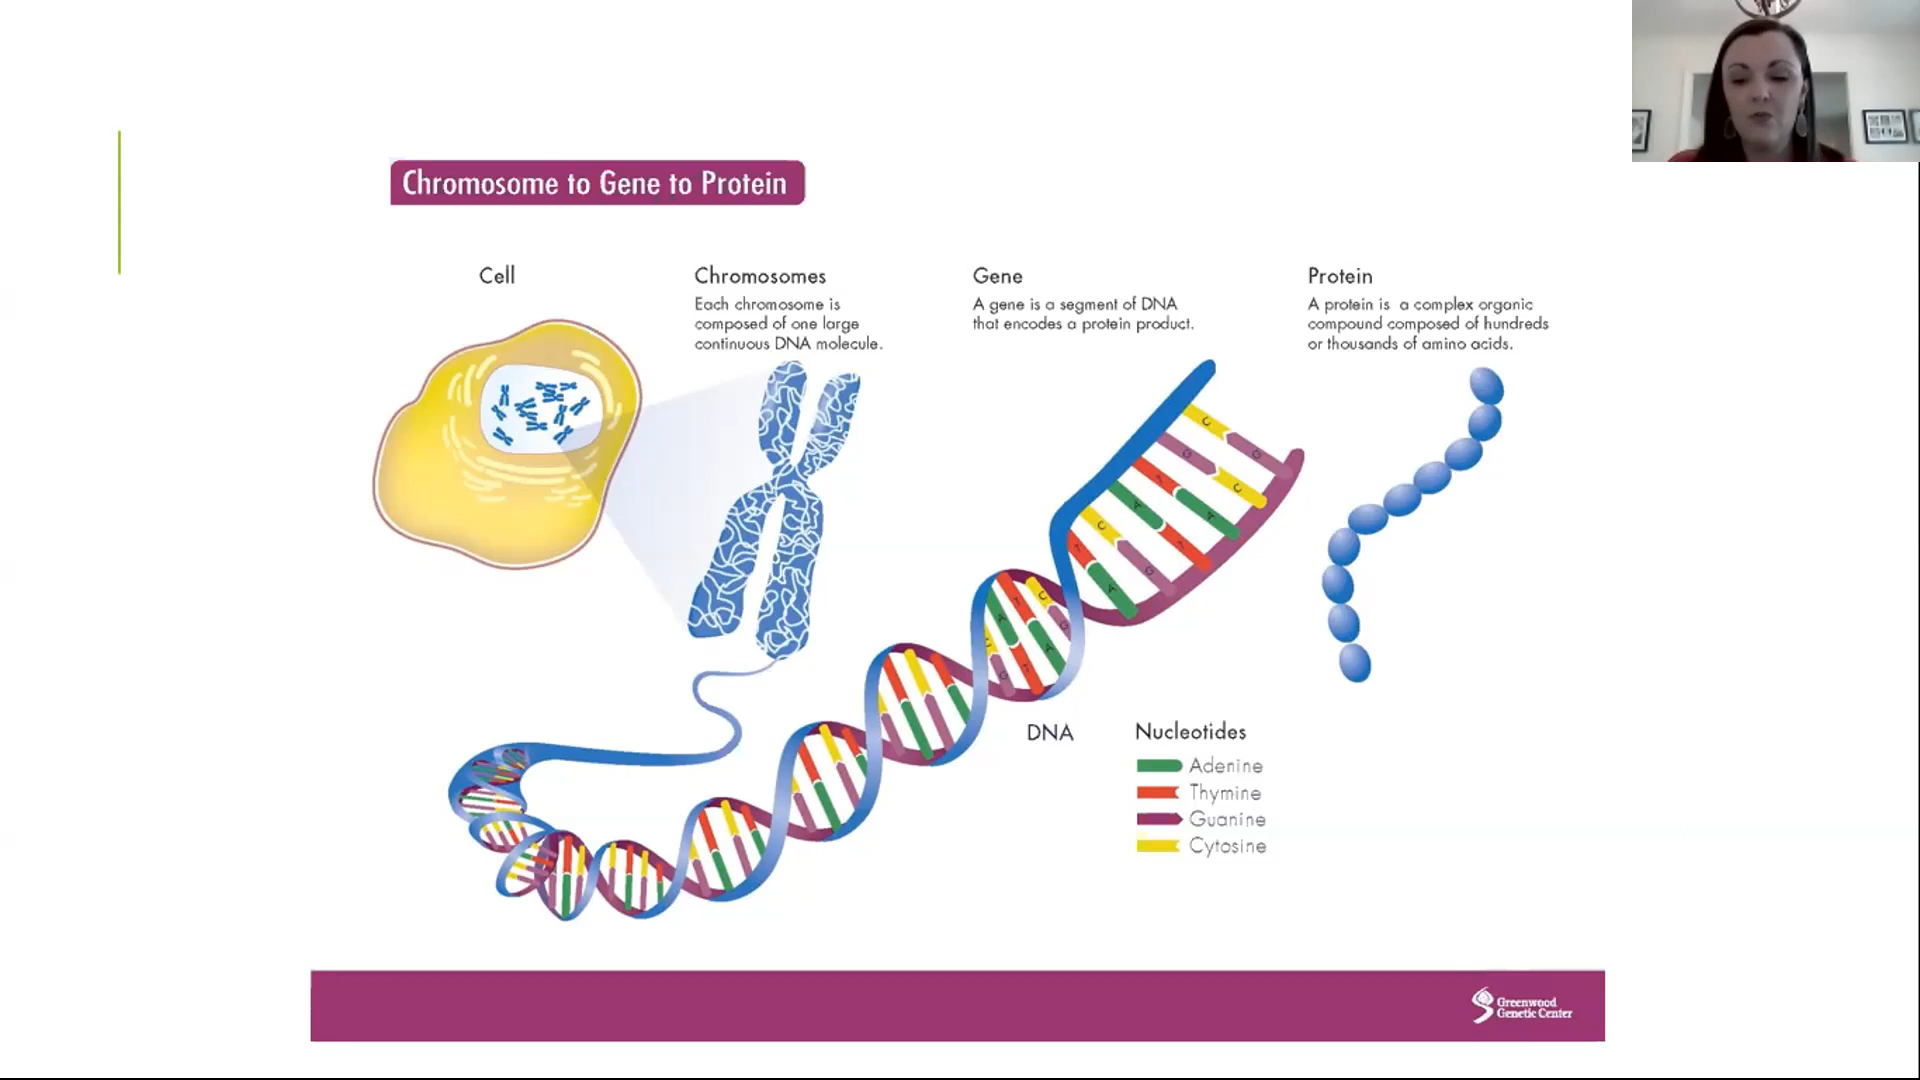 Chromosome to Gene to Protein
Cell
Chromosomes
Each chromosome is
composed of one large
continuous DNA molecule.
Gene
A gene is a segment of DNA
that encodes a protein product.
Protein
A protein is a complex organic
compound composed of hundreds
or thousands of amino acids.
C
G
G
C
T
A
A
T
C
G
T
A
C
G
T
A
A
T
G
DNA
Nucleotides
Adenine
Thymine
Guanine
Cytosine
Greenwood
Genetic Center